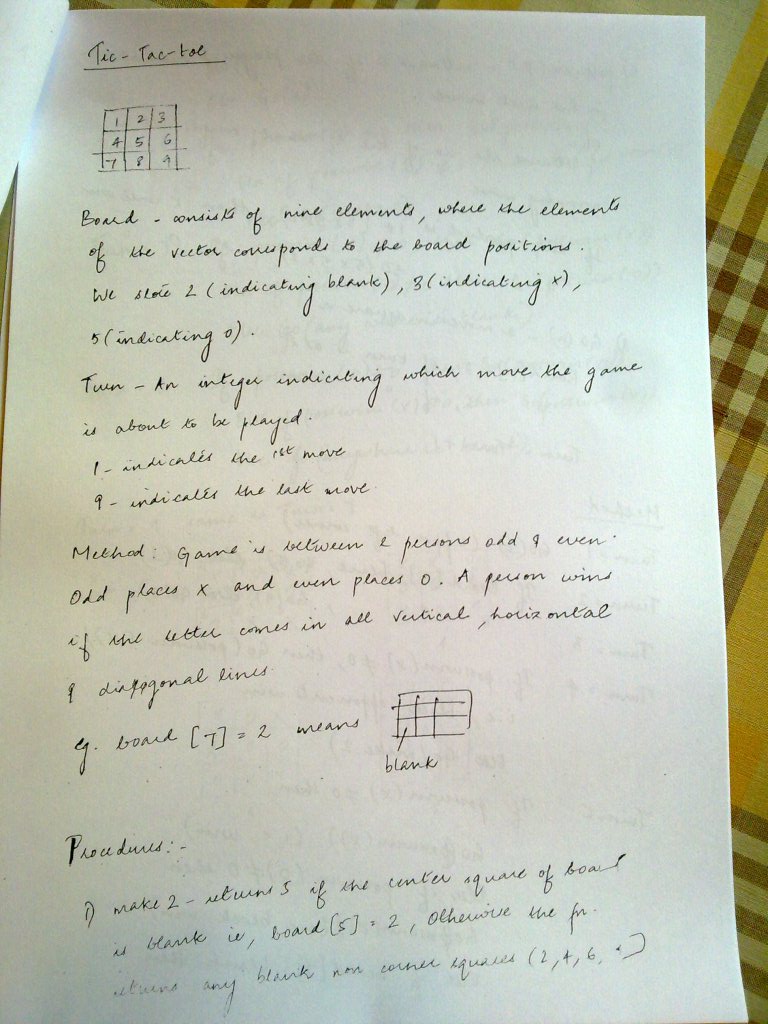 Tic - Tac - toe
1 2 3
4 5 6
7 8 9
Board - consists of nine elements, where the elements
of the vector corresponds to the board positions.
We store 2 (indicating blank), 3 (indicating x),
5 (indicating 0).
Turn - An integer indicating which move the game
is about to be played.
1 - indicates the 1st move
9 - indicates the last move.
Method: Game is between 2 persons odd & even.
Odd places x and even places 0. A person wins
if the letter comes in all vertical, horizontal
& diagonal lines.
eg. board [7] = 2 means
blank
Procedures: -
1) make 2 - returns 5 if the center square of board
is blank ie, board [5] = 2, Otherwise the fn.
returns any blank non corner squares (2, 4, 6,